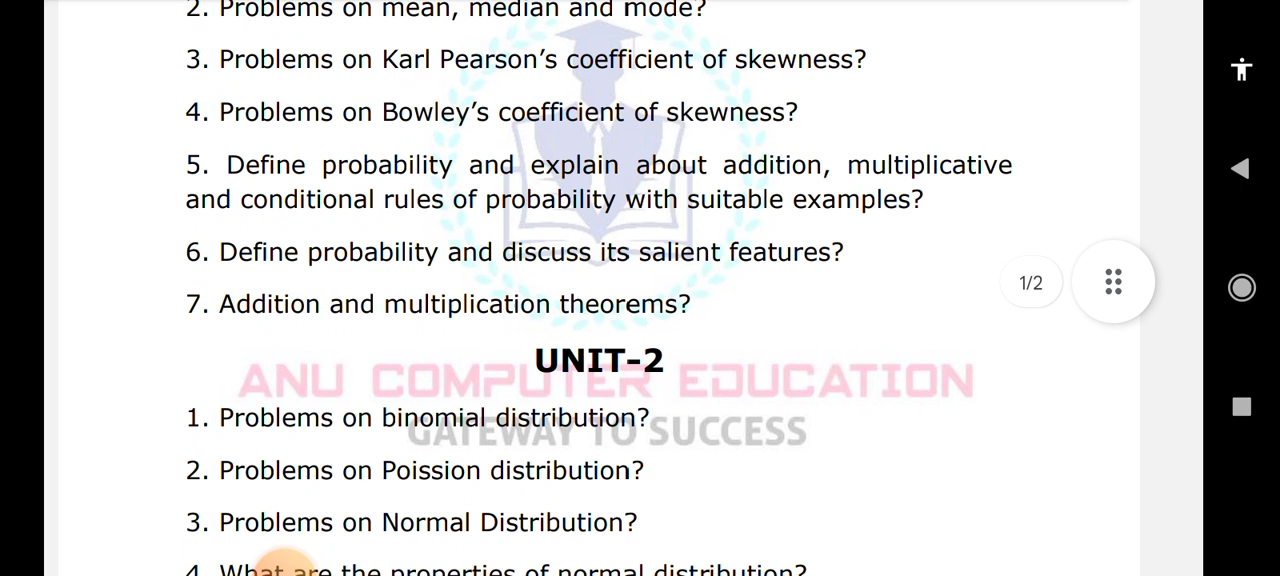 2. Problems on mean, median and mode?
3. Problems on Karl Pearson's coefficient of skewness?
4. Problems on Bowley's coefficient of skewness?
5. Define probability and explain about addition, multiplicative
and conditional rules of probability with suitable examples?
6. Define probability and discuss its salient features?
1/2
7. Addition and multiplication theorems?
UNIT-2
ANU COMPUTER EDUCATION
1. Problems on binomial distribution?
GATEWAY TO SUCCESS
2. Problems on Poission distribution?
3. Problems on Normal Distribution?
4. What are the properties of normal distribution?